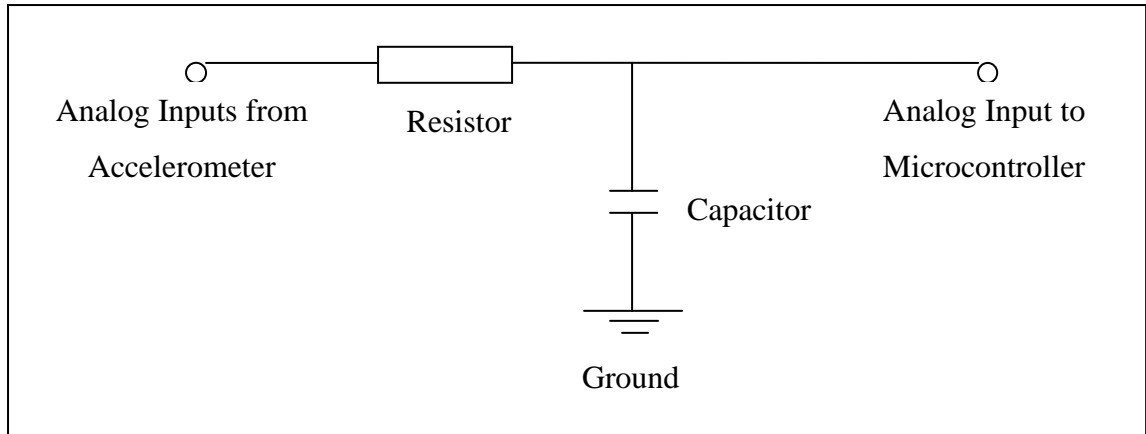 Analog Inputs from
Accelerometer
Resistor
Analog Input to
Microcontroller
Capacitor
Ground